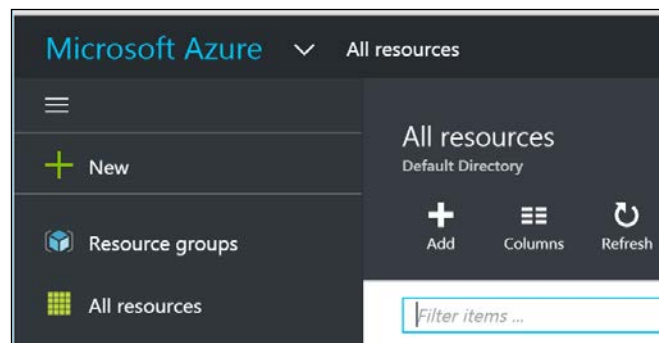 Microsoft Azure All resources
New
Resource groups
All resources
All resources
Default Directory
Add Columns Refresh
Filter items ...